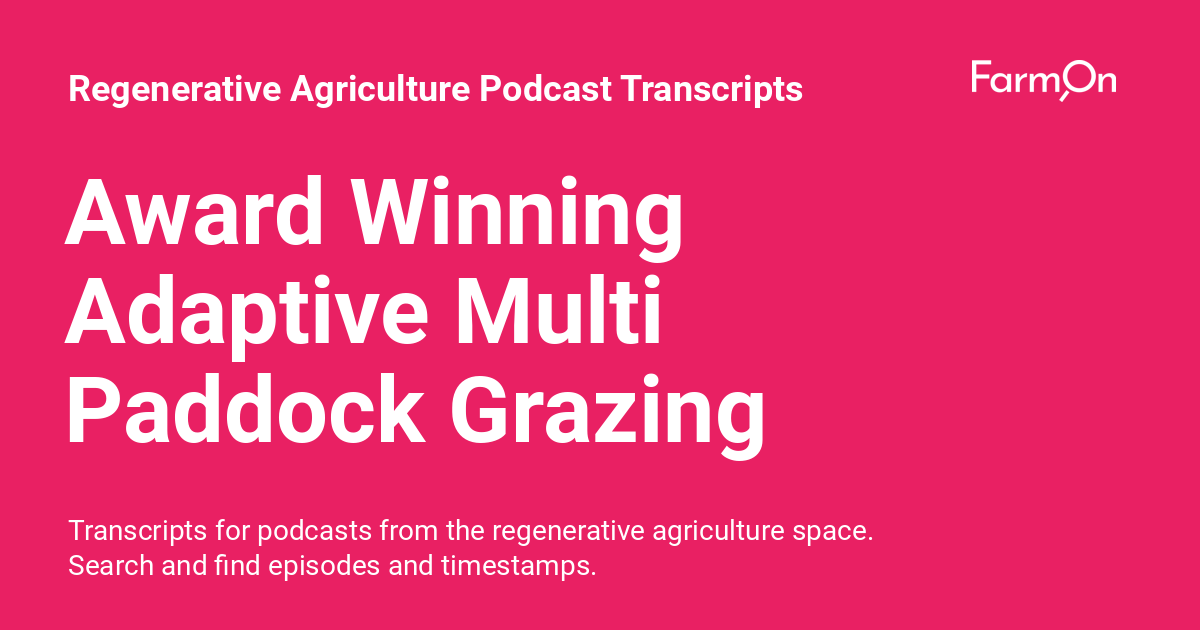 Regenerative Agriculture Podcast Transcripts
FarmOn
Award Winning
Adaptive Multi
Paddock Grazing
Transcripts for podcasts from the regenerative agriculture space.
Search and find episodes and timestamps.